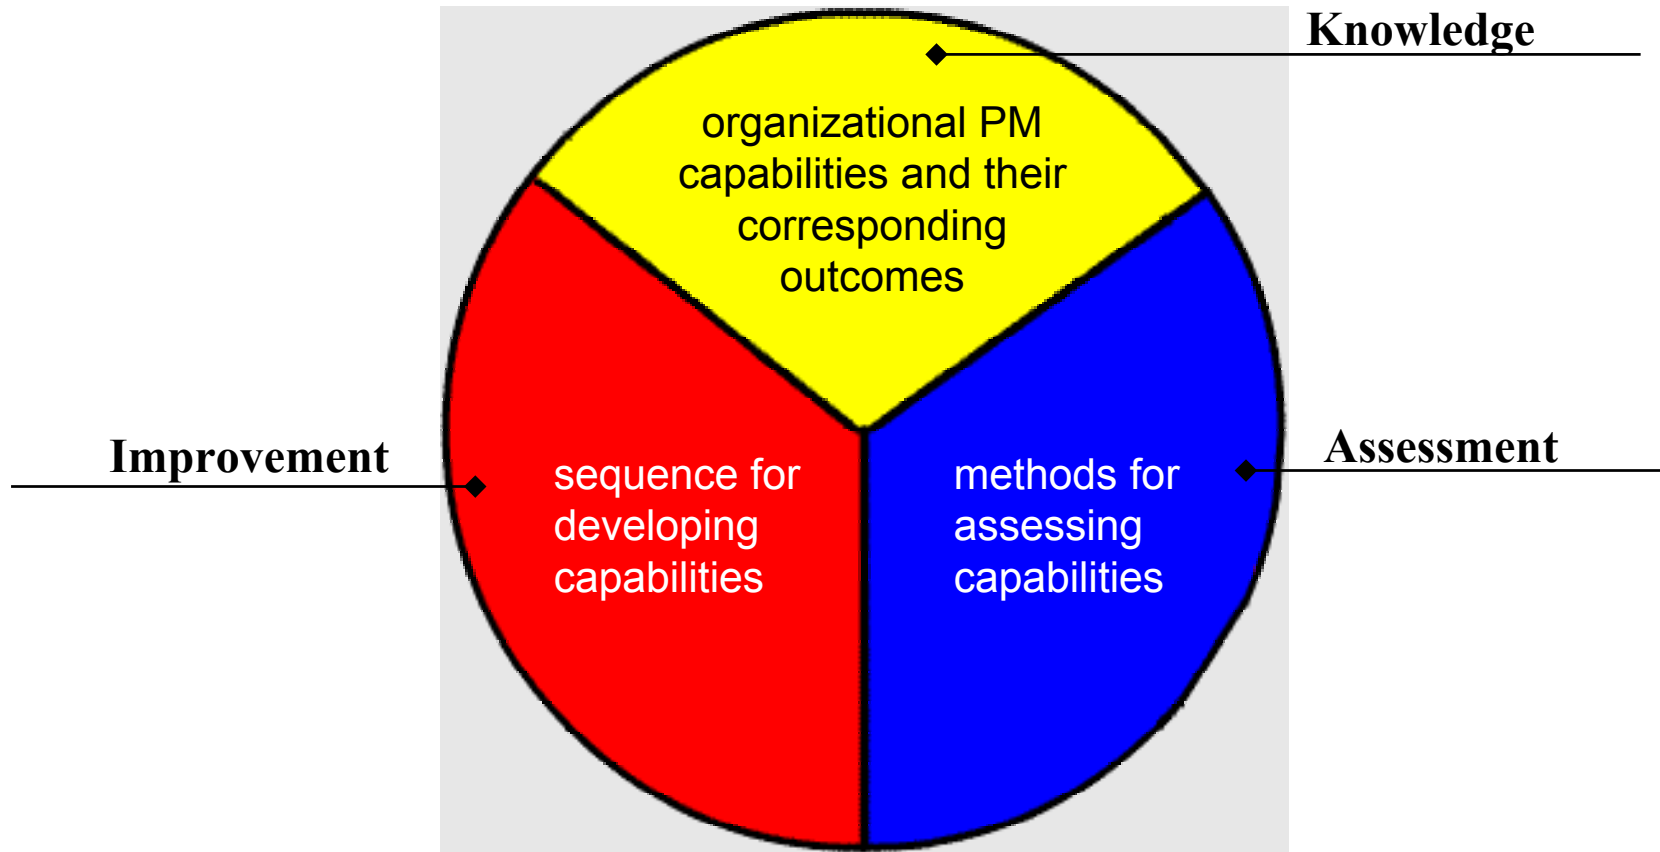 Knowledge
organizational PM
capabilities and their
corresponding
outcomes
Improvement
Assessment
sequence for
developing
capabilities
methods for
assessing
capabilities